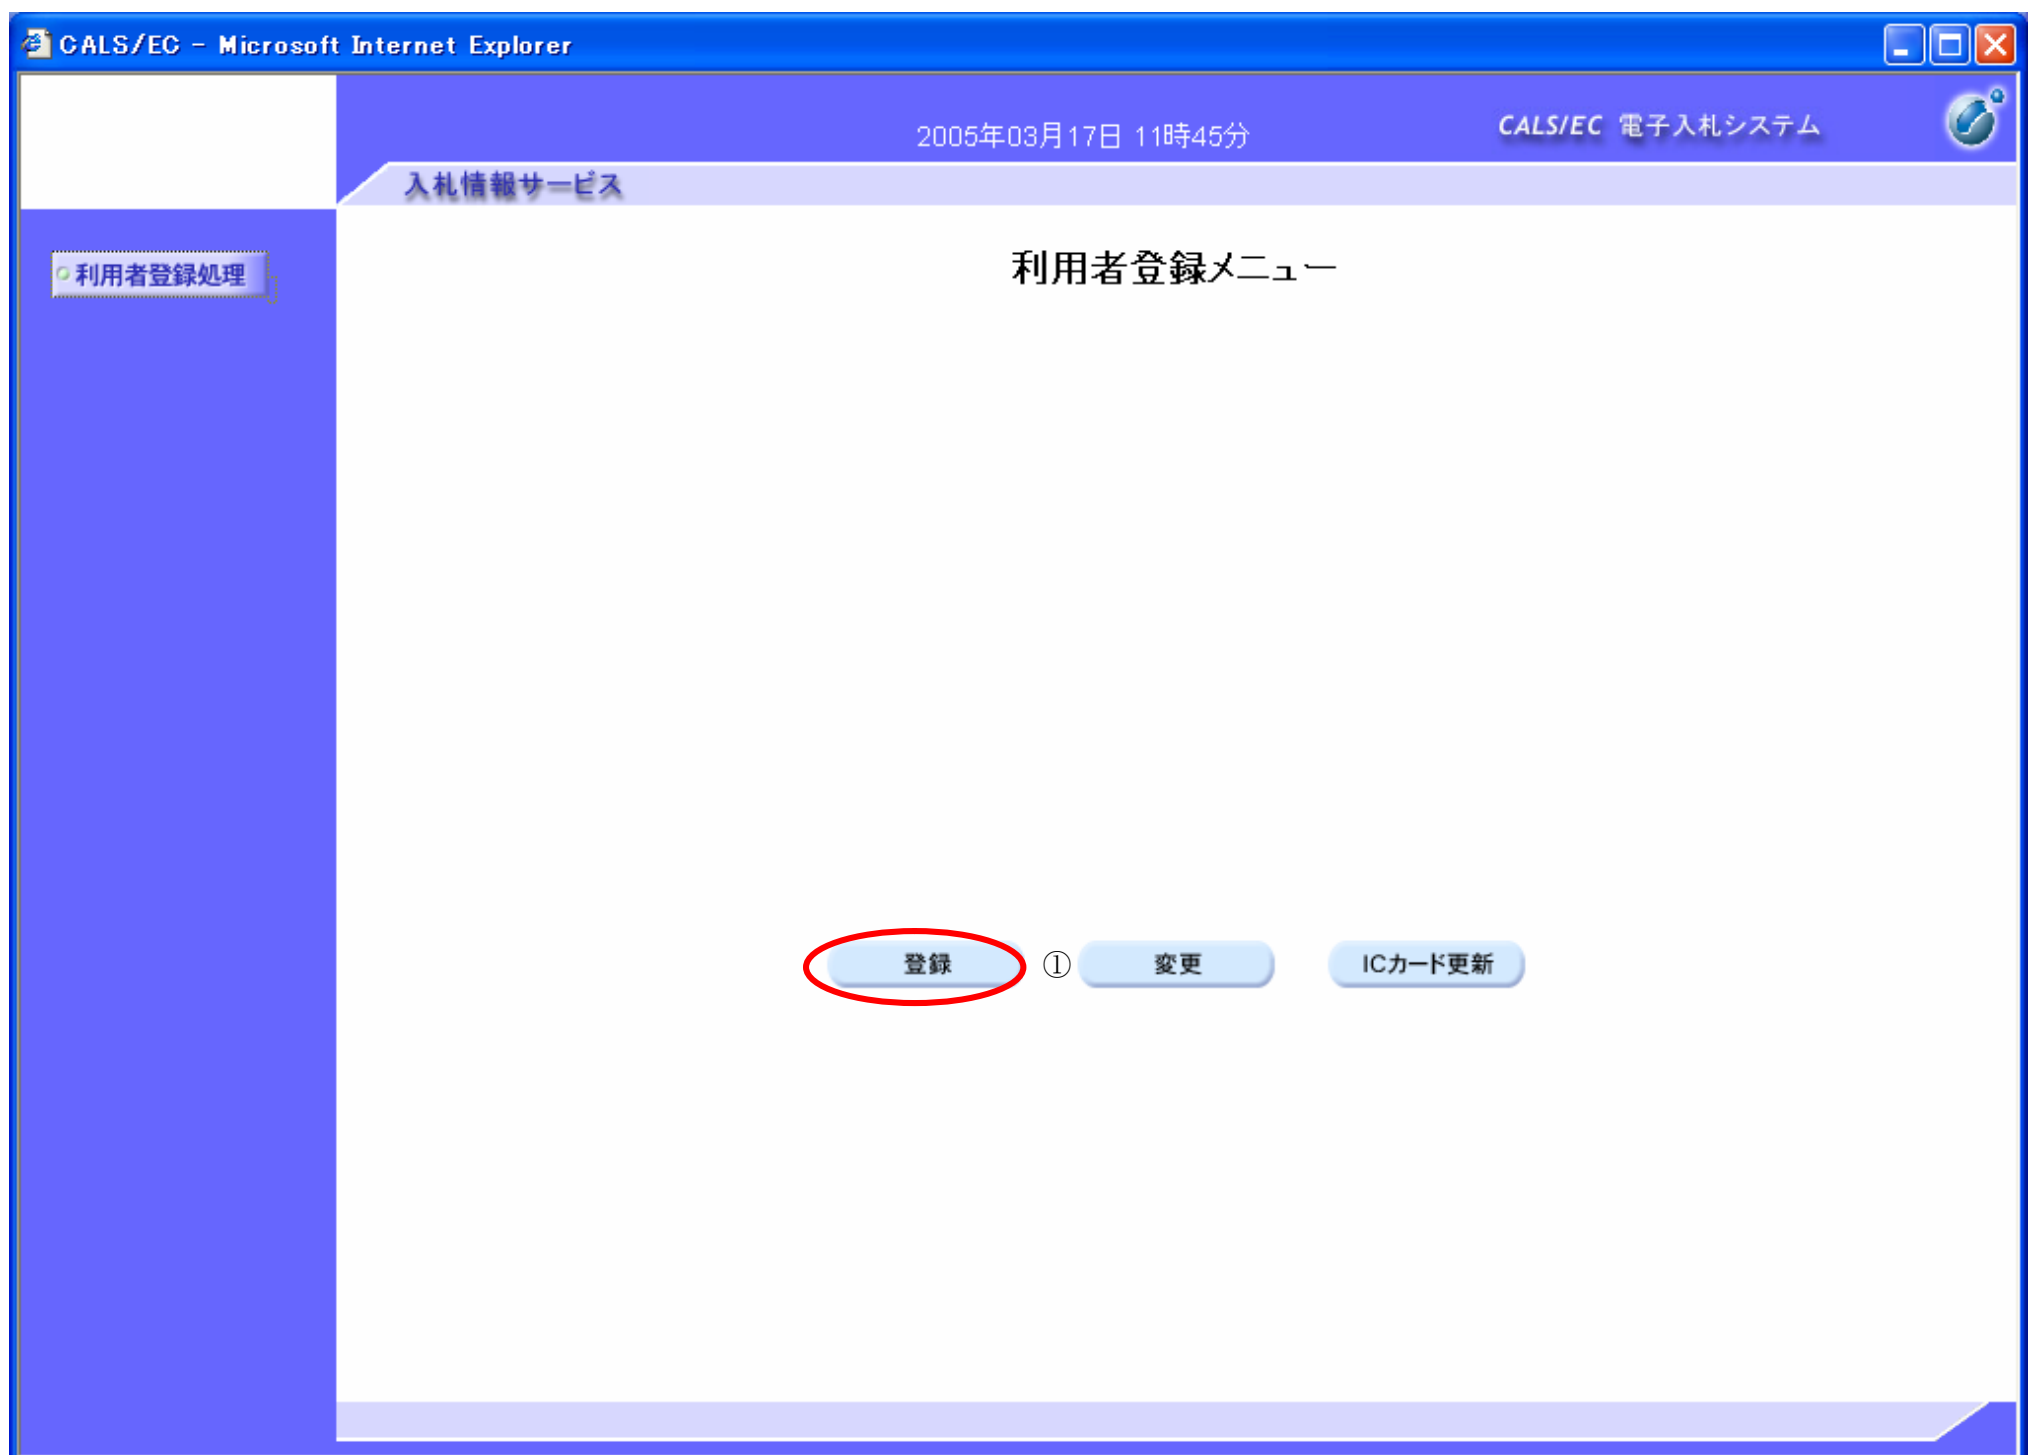 CALS/EC - Microsoft Internet Explorer
2005年03月17日 11時45分
CALS/EC 電子入札システム
入札情報サービス
利用者登録処理
利用者登録メニュー
登録 ① 変更 ICカード更新